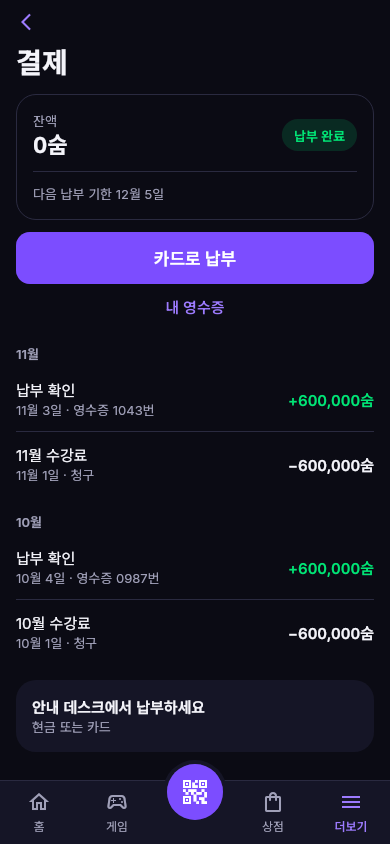 결제
잔액
0숨
납부 완료
다음 납부 기한 12월 5일
카드로 납부
내 영수증
11월
납부 확인
11월 3일 · 영수증 1043번
+600,000숨
11월 수강료
11월 1일 · 청구
−600,000숨
10월
납부 확인
10월 4일 · 영수증 0987번
+600,000숨
10월 수강료
10월 1일 · 청구
−600,000숨
안내 데스크에서 납부하세요
현금 또는 카드
홈
게임
상점
더보기